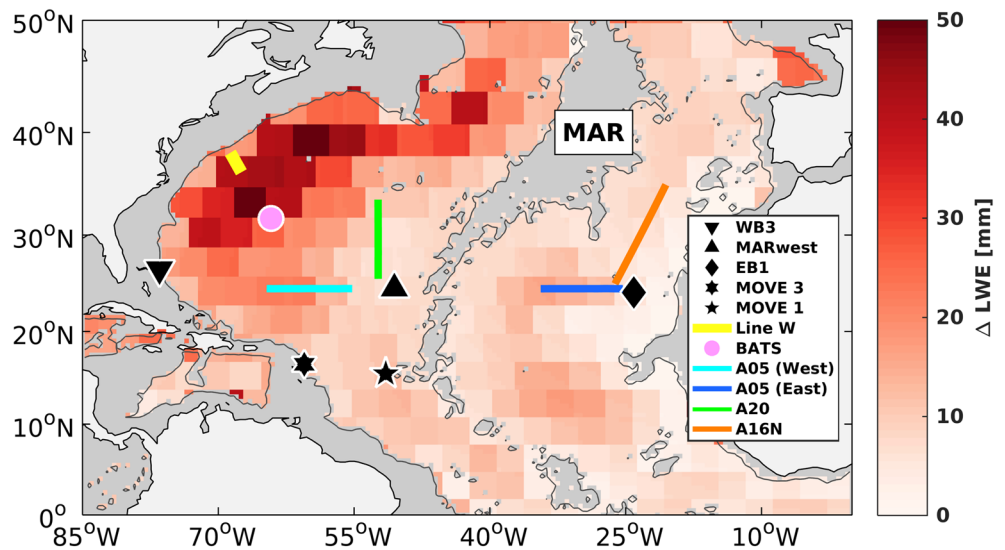 50°N
40°N
30°N
20°N
10°N
0°
85°W
70°W
55°W
40°W
25°W
10°W
MAR
WB3
MARwest
EB1
MOVE 3
MOVE 1
Line W
BATS
A05 (West)
A05 (East)
A20
A16N
50
40
30
20
10
0
Δ LWE [mm]